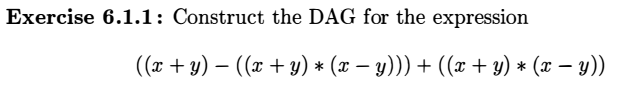 Exercise 6.1.1: Construct the DAG for the expression
((x + y) − ((x + y) * (x − y))) + ((x + y) * (x − y))